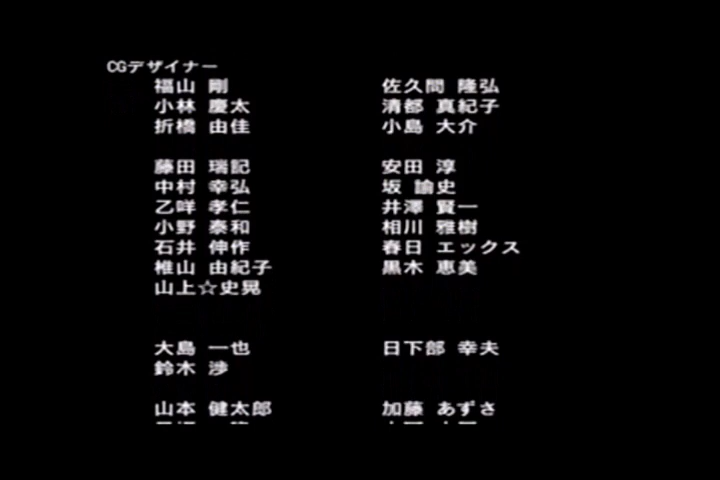 CGデザイナー
福山 剛 佐久間 隆弘
小林 慶太 清都 真紀子
折橋 由佳 小島 大介
藤田 瑞記 安田 淳
中村 幸弘 坂 諭史
乙咩 孝仁 井澤 賢一
小野 泰和 相川 雅樹
石井 伸作 春日 エックス
椎山 由紀子 黒木 恵美
山上☆史晃
大島 一也 日下部 幸夫
鈴木 渉
山本 健太郎 加藤 あずさ